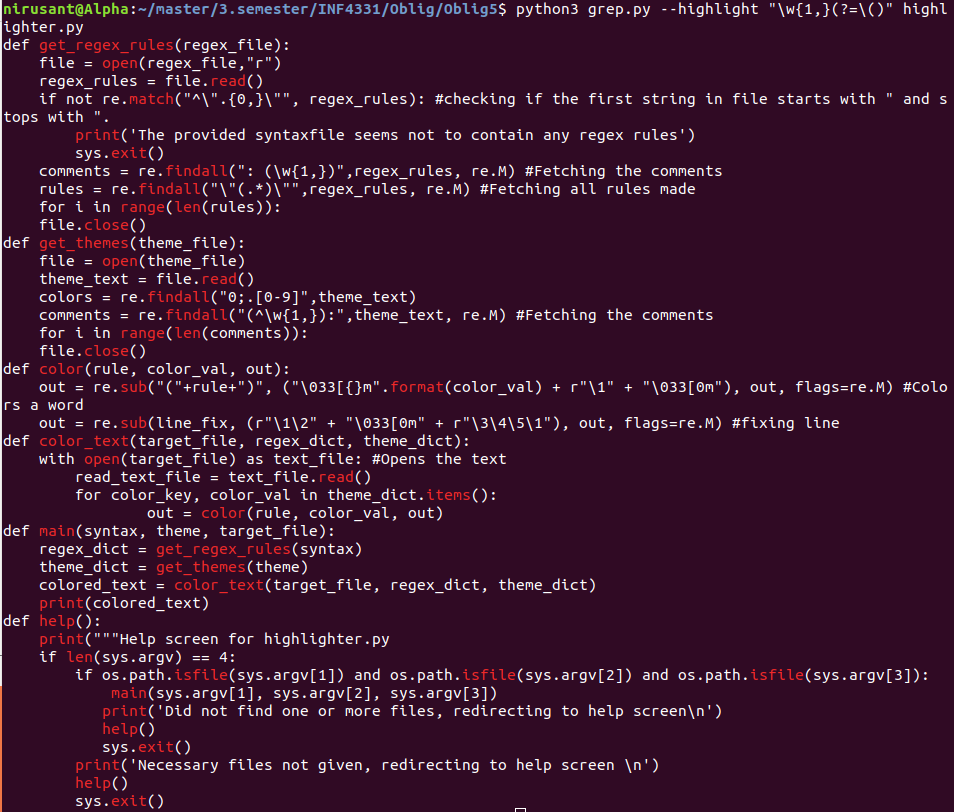 nirusant@Alpha:~/master/3.semester/INF4331/Oblig/Oblig5$ python3 grep.py --highlight "\w{1,}(?=\()" highl
ighter.py
def get_regex_rules(regex_file):
    file = open(regex_file,"r")
    regex_rules = file.read()
    if not re.match("^\".{0,}\"", regex_rules): #checking if the first string in file starts with " and s
tops with ".
        print('The provided syntaxfile seems not to contain any regex rules')
        sys.exit()
    comments = re.findall(": (\w{1,})",regex_rules, re.M) #Fetching the comments
    rules = re.findall("\"(.*)\"",regex_rules, re.M) #Fetching all rules made
    for i in range(len(rules)):
    file.close()
def get_themes(theme_file):
    file = open(theme_file)
    theme_text = file.read()
    colors = re.findall("0;.[0-9]",theme_text)
    comments = re.findall("(^\w{1,}):",theme_text, re.M) #Fetching the comments
    for i in range(len(comments)):
    file.close()
def color(rule, color_val, out):
    out = re.sub("("+rule+")", ("\033[{}m".format(color_val) + r"\1" + "\033[0m"), out, flags=re.M) #Colo
rs a word
    out = re.sub(line_fix, (r"\1\2" + "\033[0m" + r"\3\4\5\1"), out, flags=re.M) #fixing line
def color_text(target_file, regex_dict, theme_dict):
    with open(target_file) as text_file: #Opens the text
        read_text_file = text_file.read()
        for color_key, color_val in theme_dict.items():
                out = color(rule, color_val, out)
def main(syntax, theme, target_file):
    regex_dict = get_regex_rules(syntax)
    theme_dict = get_themes(theme)
    colored_text = color_text(target_file, regex_dict, theme_dict)
    print(colored_text)
def help():
    print("""Help screen for highlighter.py
    if len(sys.argv) == 4:
        if os.path.isfile(sys.argv[1]) and os.path.isfile(sys.argv[2]) and os.path.isfile(sys.argv[3]):
            main(sys.argv[1], sys.argv[2], sys.argv[3])
           print('Did not find one or more files, redirecting to help screen\n')
           help()
           sys.exit()
        print('Necessary files not given, redirecting to help screen \n')
        help()
        sys.exit()